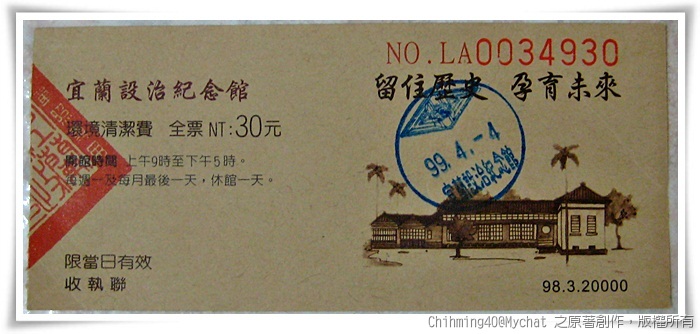 NO.LA0034930
宜蘭設治紀念館
留住歷史 孕育未來
環境清潔費 全票 NT:30元
開館時間 上午9時至下午5時。
每週一及每月最後一天,休館一天。
99. 4. -4
宜蘭設治紀念館
限當日有效
收執聯
98.3.20000
Chihming40@Mychat 之原著創作,版權所有